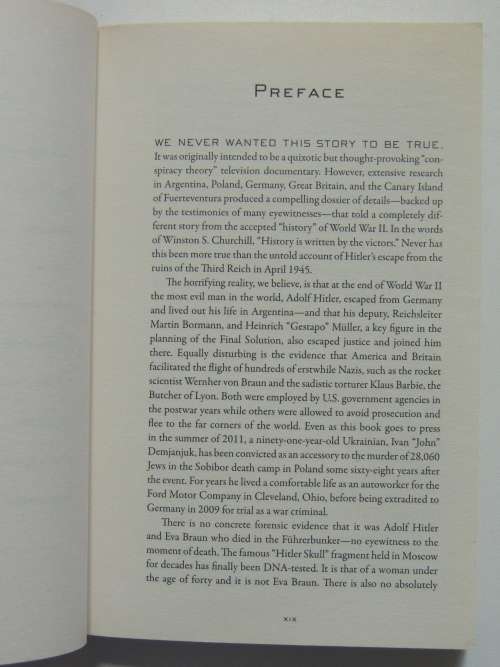 PREFACE
WE NEVER WANTED THIS STORY TO BE TRUE.
It was originally intended to be a quixotic but thought-provoking “con-
spiracy theory” television documentary. However, extensive research
in Argentina, Poland, Germany, Great Britain, and the Canary Island
of Fuerteventura produced a compelling dossier of details—backed up
by the testimonies of many eyewitnesses—that told a completely dif-
ferent story from the accepted “history” of World War II. In the words
of Winston S. Churchill, “History is written by the victors.” Never has
this been more true than the untold account of Hitler’s escape from the
ruins of the Third Reich in April 1945.
The horrifying reality, we believe, is that at the end of World War II
the most evil man in the world, Adolf Hitler, escaped from Germany
and lived out his life in Argentina—and that his deputy, Reichsleiter
Martin Bormann, and Heinrich “Gestapo” Müller, a key figure in the
planning of the Final Solution, also escaped justice and joined him
there. Equally disturbing is the evidence that America and Britain
facilitated the flight of hundreds of erstwhile Nazis, such as the rocket
scientist Wernher von Braun and the sadistic torturer Klaus Barbie, the
Butcher of Lyon. Both were employed by U.S. government agencies in
the postwar years while others were allowed to avoid prosecution and
flee to the far corners of the world. Even as this book goes to press
in the summer of 2011, a ninety-one-year-old Ukrainian, Ivan “John”
Demjanjuk, has been convicted as an accessory to the murder of 28,060
Jews in the Sobibor death camp in Poland some sixty-eight years after
the event. For years he lived a comfortable life as an autoworker for the
Ford Motor Company in Cleveland, Ohio, before being extradited to
Germany in 2009 for trial as a war criminal.
There is no concrete forensic evidence that it was Adolf Hitler
and Eva Braun who died in the Führerbunker—no eyewitness to the
moment of death. The famous “Hitler Skull” fragment held in Moscow
for decades has finally been DNA-tested. It is that of a woman under
the age of forty and it is not Eva Braun. There is also no absolutely
xix